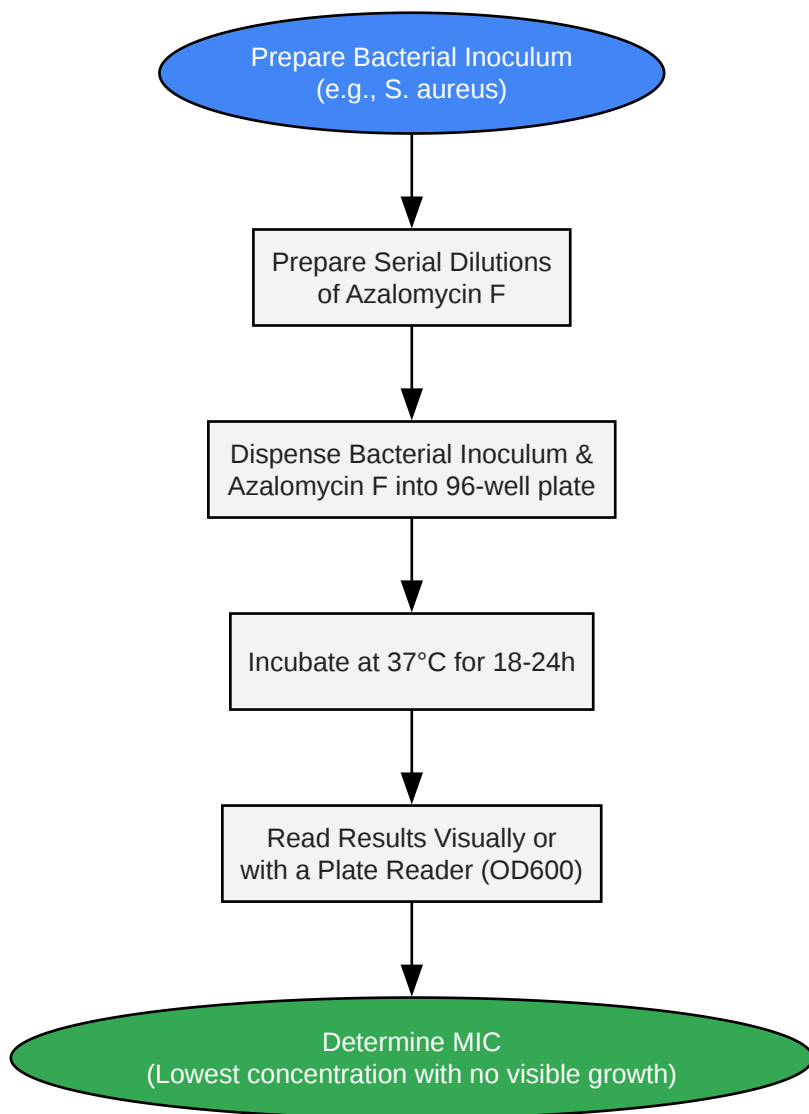 Prepare Bacterial Inoculum
(e.g., S. aureus)
Prepare Serial Dilutions
of Azalomycin F
Dispense Bacterial Inoculum &
Azalomycin F into 96-well plate
Incubate at 37°C for 18-24h
Read Results Visually or
with a Plate Reader (OD600)
Determine MIC
(Lowest concentration with no visible growth)